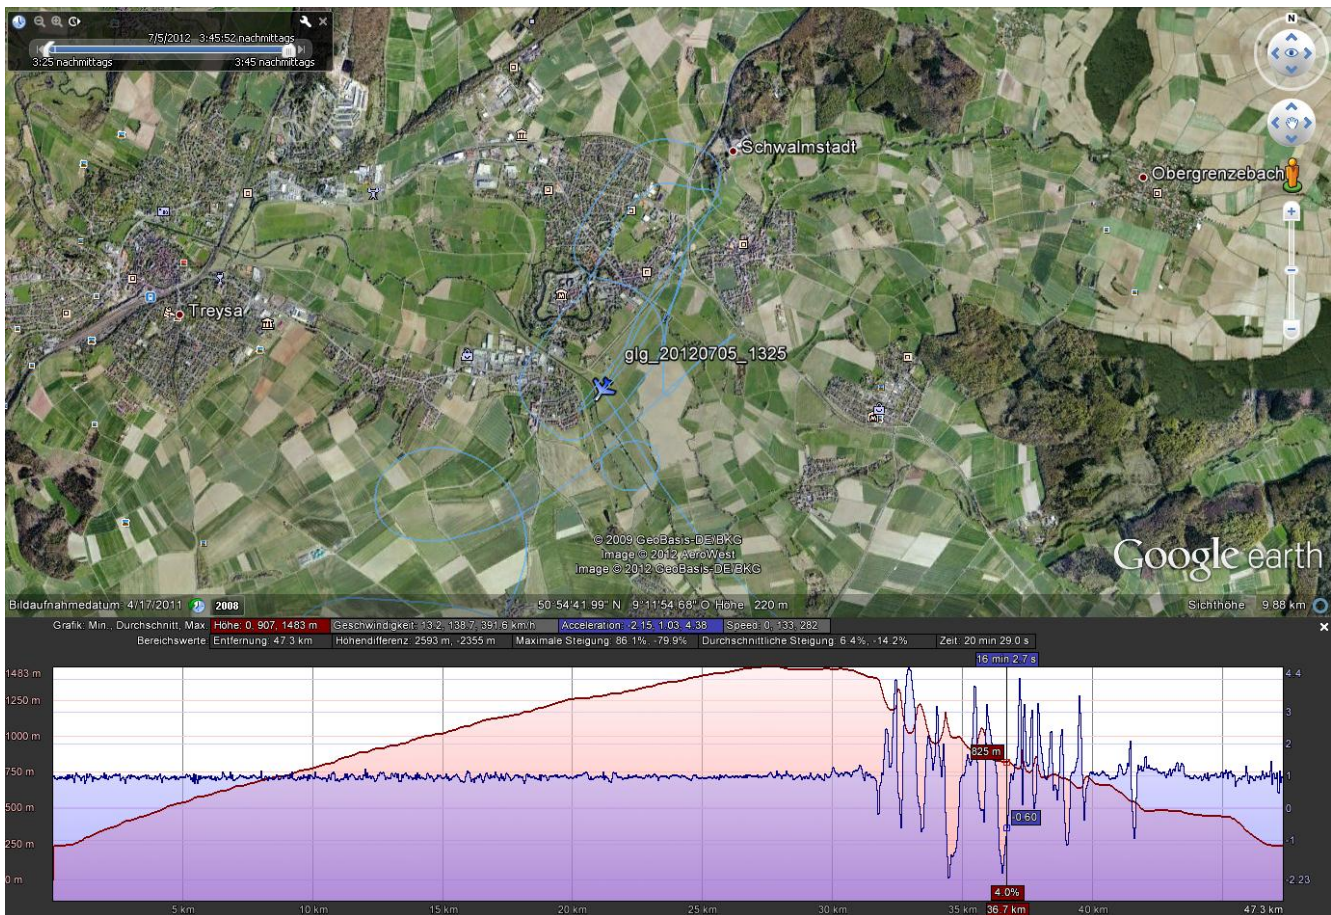 N
7/5/2012 3:45:52 nachmittags
3:25 nachmittags 3:45 nachmittags
Schwalmstadt
Obergrenzebach
Treysa
glg_20120705_1325
© 2009 GeoBasis-DE/BKG
Image © 2012 AeroWest
Image © 2012 GeoBasis-DE/BKG
Google earth
Bildaufnahmedatum 4/17/2011 2008 50°54'41.99" N 9°11'54.68" O Höhe 220 m Sichthöhe 9.88 km
Grafik: Min., Durchschnitt, Max. Höhe: 0, 907, 1483 m Geschwindigkeit: 13.2, 138.7, 391.6 km/h Acceleration: -2.15, 1.03, 4.38 Speed 0, 133, 282
Bereichswerte: Entfernung: 47.3 km Höhendifferenz: 2593 m, -2355 m Maximale Steigung: 86.1%, -79.9% Durchschnittliche Steigung: 6.4%, -14.2% Zeit: 20 min 29.0 s
16 min 2.7 s
1483 m 4.4
1250 m
3
1000 m
2
825 m
750 m 1
500 m 0
-0.60
250 m -1
0 m -2.23
4.0%
5 km 10 km 15 km 20 km 25 km 30 km 35 km 36.7 km 40 km 47.3 km